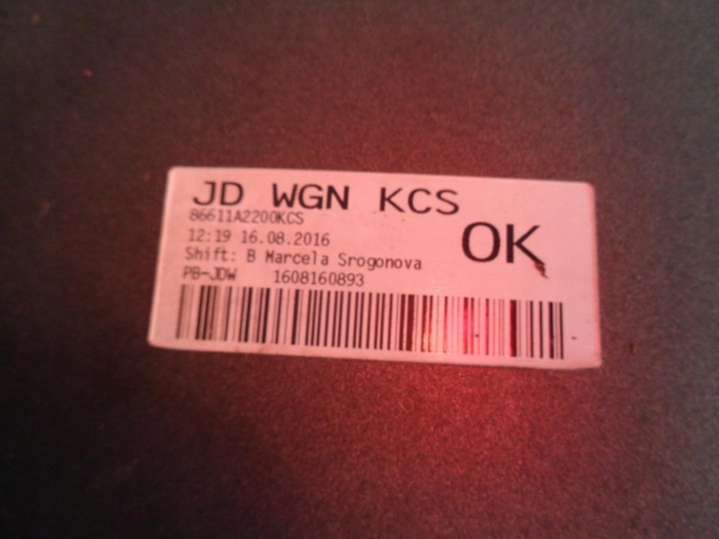 JD WGN KCS
86611A2200KCS
OK
12:19 16.08.2016
Shift: B Marcela Srogonova
PB-JDW 1608160893